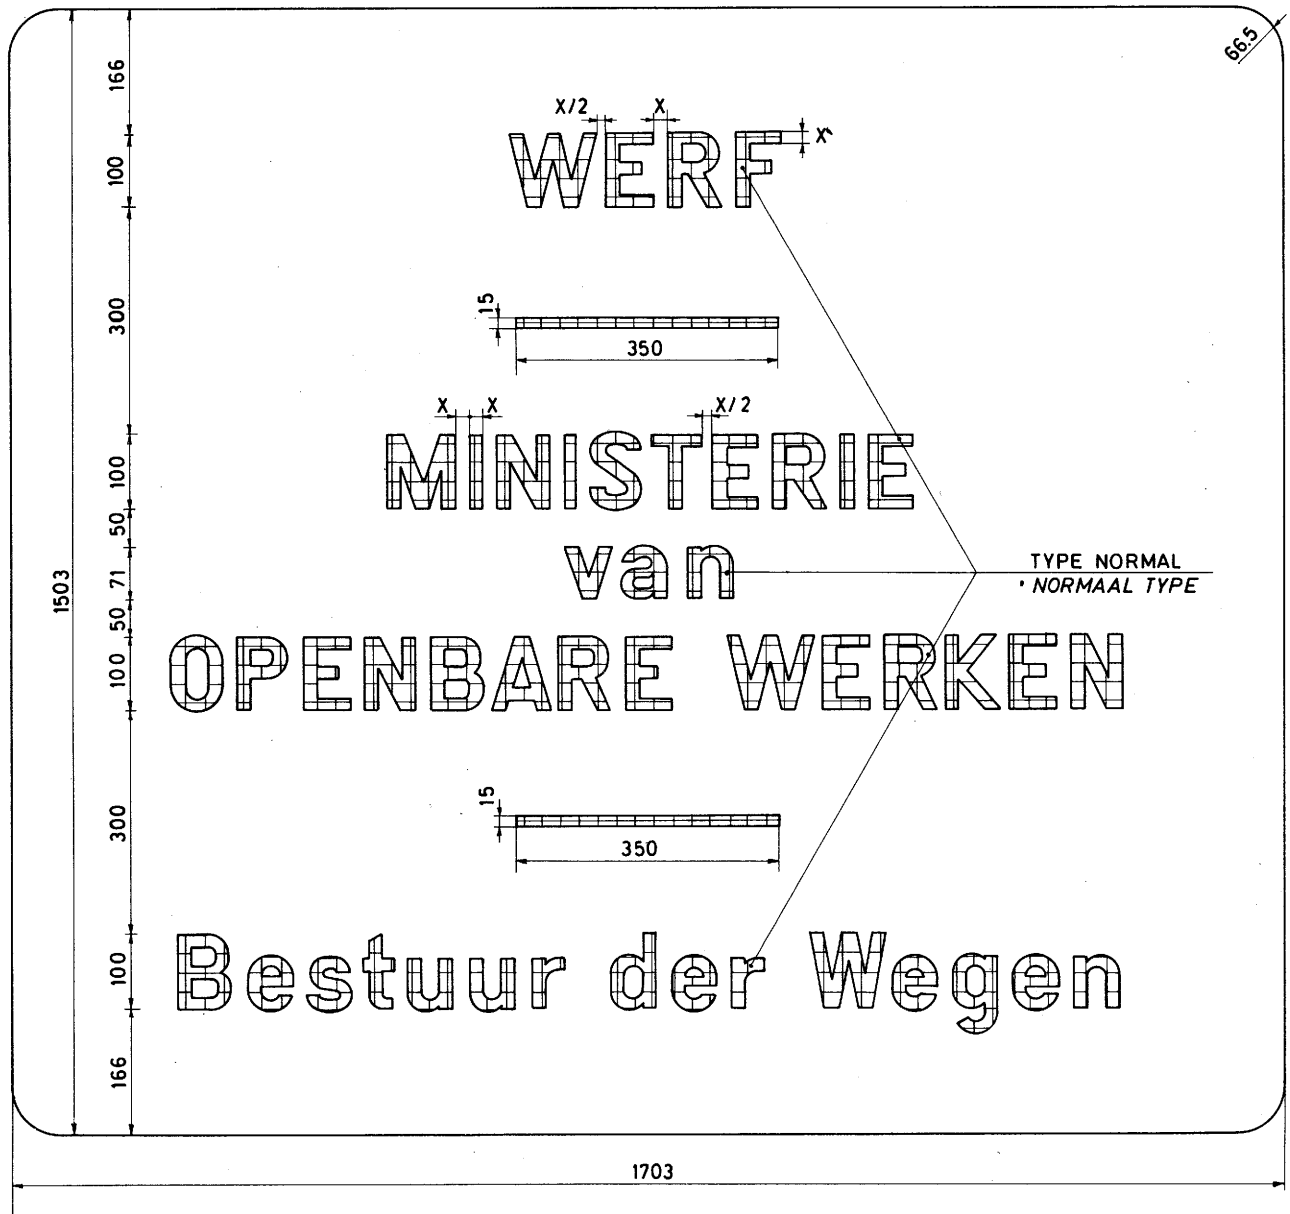 66.5
166
X/2 X
X
WERF
100
300
15
350
X X X/2
MINISTERIE
100
50
van
71
TYPE NORMAL
NORMAAL TYPE
1503
50
OPENBARE WERKEN
100
300
15
350
Bestuur der Wegen
100
166
1703